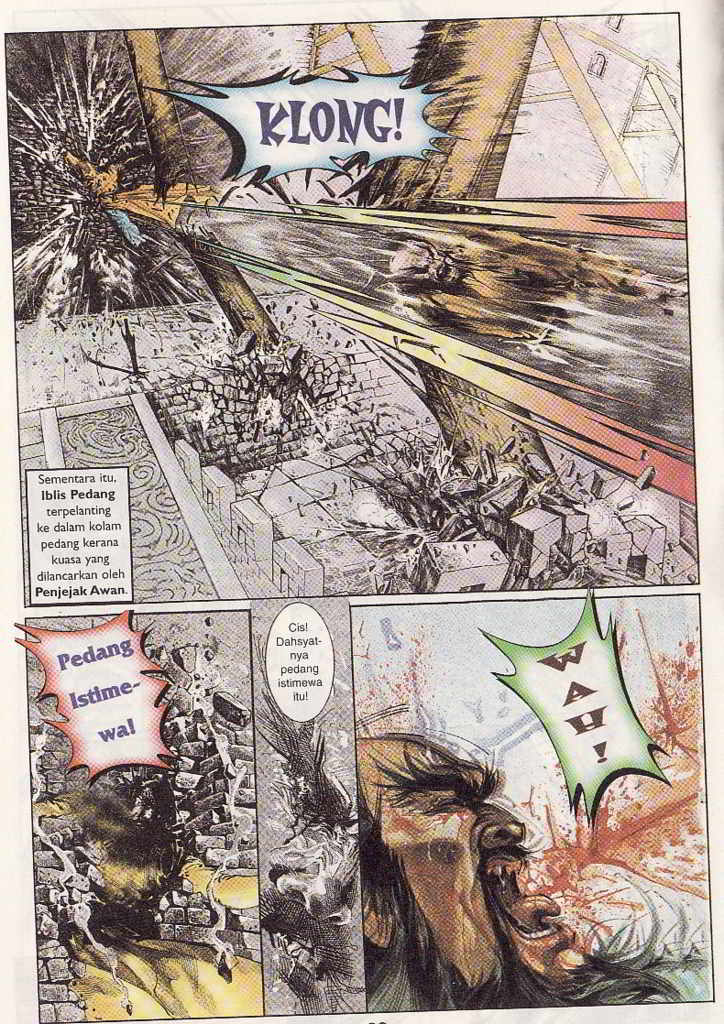 KLONG!
Sementara itu,
Iblis Pedang
terpelanting
ke dalam kolam
pedang kerana
kuasa yang
dilancarkan oleh
Penjejak Awan.
Pedang
Istime-
wa!
Cis!
Dahsyat-
nya
pedang
istimewa
itu!
WAH!